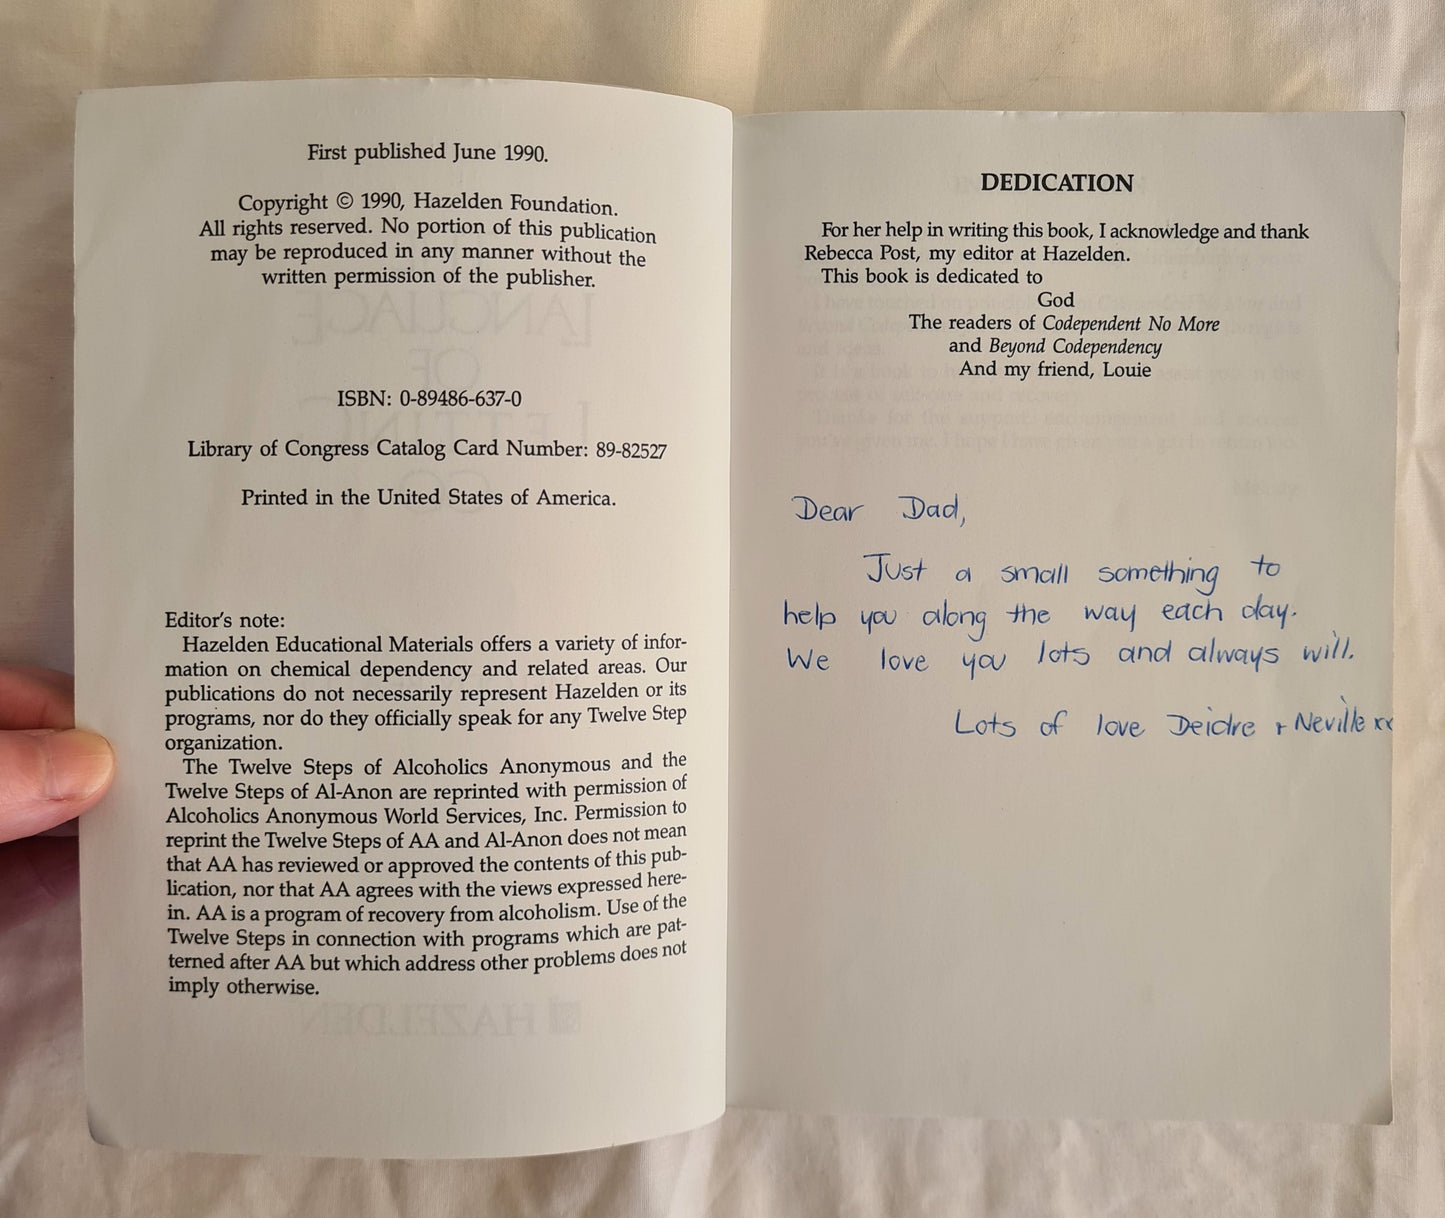 First published June 1990.
Copyright © 1990, Hazelden Foundation.
All rights reserved. No portion of this publication
may be reproduced in any manner without the
written permission of the publisher.
ISBN: 0-89486-637-0
Library of Congress Catalog Card Number: 89-82527
Printed in the United States of America.
Editor's note:
Hazelden Educational Materials offers a variety of infor-
mation on chemical dependency and related areas. Our
publications do not necessarily represent Hazelden or its
programs, nor do they officially speak for any Twelve Step
organization.
The Twelve Steps of Alcoholics Anonymous and the
Twelve Steps of Al-Anon are reprinted with permission of
Alcoholics Anonymous World Services, Inc. Permission to
reprint the Twelve Steps of AA and Al-Anon does not mean
that AA has reviewed or approved the contents of this pub-
lication, nor that AA agrees with the views expressed here-
in. AA is a program of recovery from alcoholism. Use of the
Twelve Steps in connection with programs which are pat-
terned after AA but which address other problems does not
imply otherwise.
DEDICATION
For her help in writing this book, I acknowledge and thank
Rebecca Post, my editor at Hazelden.
This book is dedicated to
God
The readers of Codependent No More
and Beyond Codependency
And my friend, Louie
Dear Dad,
Just a small something to
help you along the way each day.
We love you lots and always will.
Lots of love Deidre + Neville xx